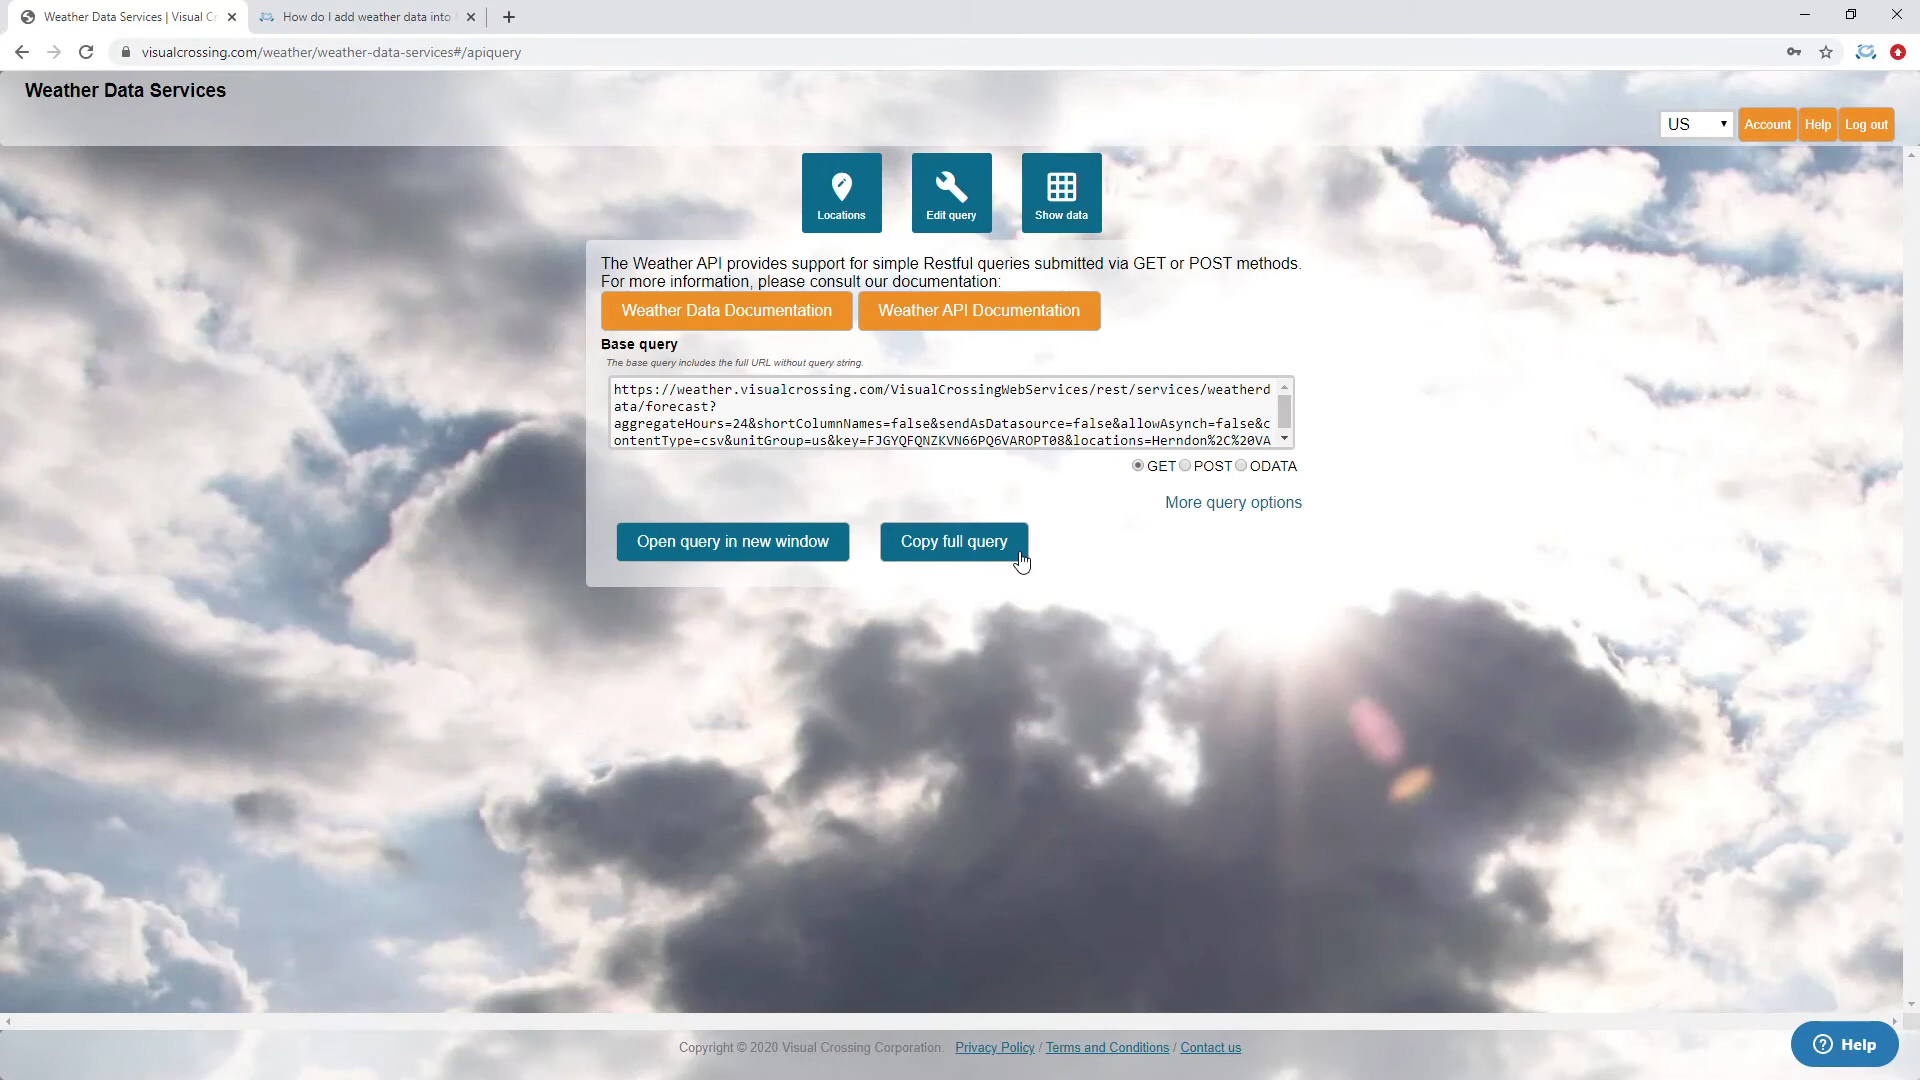 Weather Data Services | Visual Cr
How do I add weather data into
visualcrossing.com/weather/weather-data-services#/apiquery
Weather Data Services
US
Account
Help
Log out
Locations
Edit query
Show data
The Weather API provides support for simple Restful queries submitted via GET or POST methods.
For more information, please consult our documentation:
Weather Data Documentation
Weather API Documentation
Base query
The base query includes the full URL without query string.
https://weather.visualcrossing.com/VisualCrossingWebServices/rest/services/weatherd
ata/forecast?
aggregateHours=24&shortColumnNames=false&sendAsDatasource=false&allowAsynch=false&c
ontentType=csv&unitGroup=us&key=FJGYQFQNZKVN66PQ6VAROPT08&locations=Herndon%2C%20VA
GET POST ODATA
More query options
Open query in new window
Copy full query
Copyright © 2020 Visual Crossing Corporation. Privacy Policy / Terms and Conditions / Contact us
Help